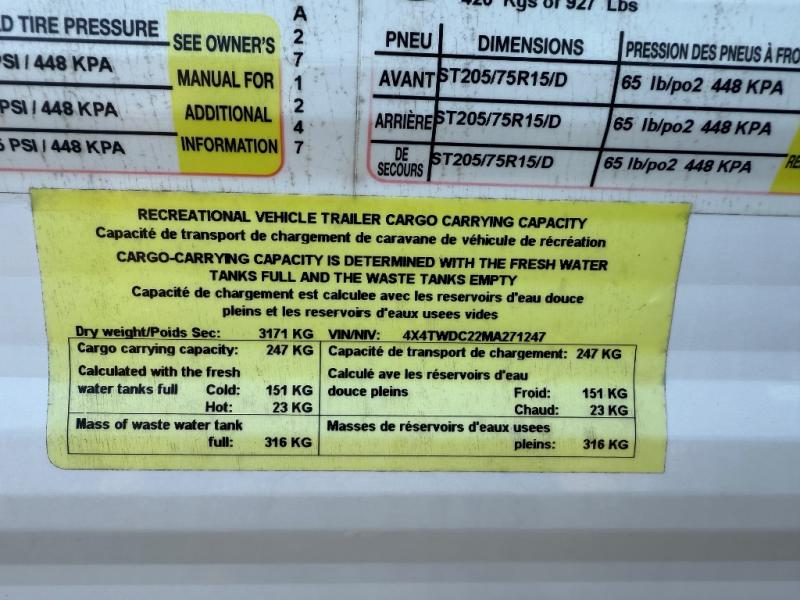 420 Kgs or 927 Lbs
TIRE PRESSURE
PSI / 448 KPA
PSI / 448 KPA
PSI / 448 KPA
SEE OWNER'S
MANUAL FOR
ADDITIONAL
INFORMATION
A
2
7
1
2
4
7
PNEU DIMENSIONS PRESSION DES PNEUS À
AVANT ST205/75R15/D 65 lb/po2 448 KPA
ARRIÈRE ST205/75R15/D 65 lb/po2 448 KPA
DE
SECOURS ST205/75R15/D 65 lb/po2 448 KPA
RECREATIONAL VEHICLE TRAILER CARGO CARRYING CAPACITY
Capacité de transport de chargement de caravane de véhicule de récréation
CARGO-CARRYING CAPACITY IS DETERMINED WITH THE FRESH WATER
TANKS FULL AND THE WASTE TANKS EMPTY
Capacité de chargement est calculee avec les reservoirs d'eau douce
pleins et les reservoirs d'eaux usees vides
Dry weight/Poids Sec: 3171 KG VIN/NIV: 4X4TWDC22MA271247
Cargo carrying capacity: 247 KG Capacité de transport de chargement: 247 KG
Calculated with the fresh Calculé ave les réservoirs d'eau
water tanks full Cold: 151 KG douce pleins Froid: 151 KG
Hot: 23 KG Chaud: 23 KG
Mass of waste water tank Masses de réservoirs d'eaux usees
full: 316 KG pleins: 316 KG